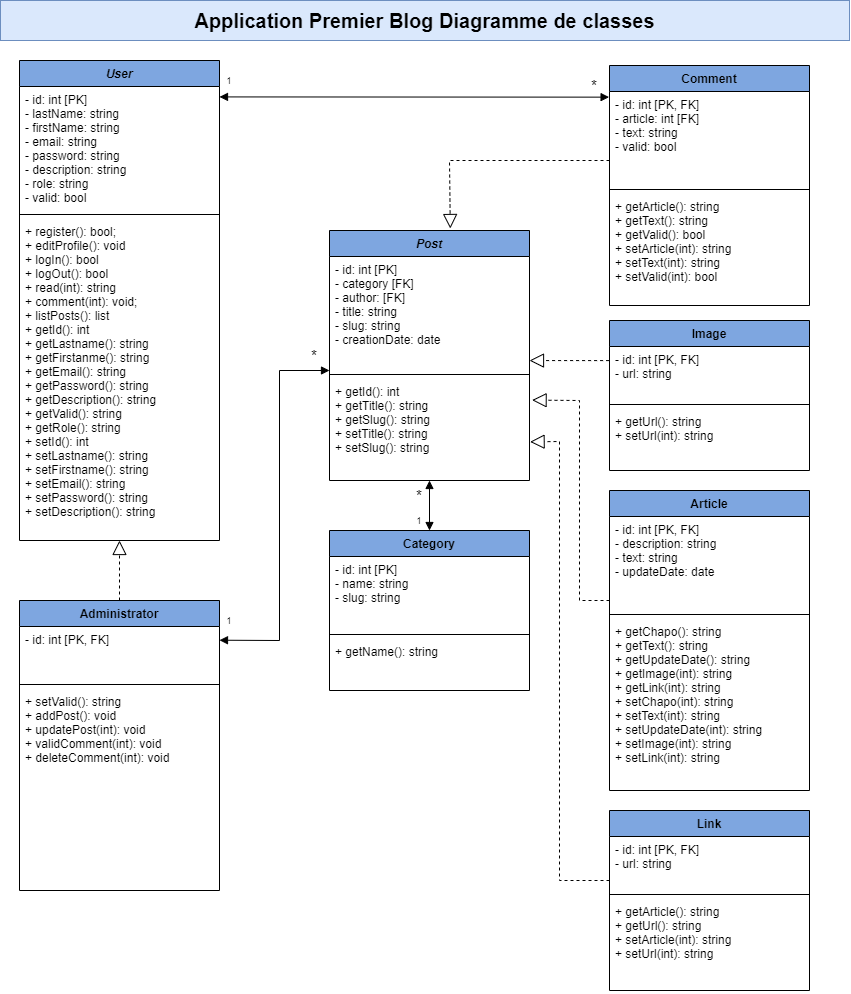 Application Premier Blog Diagramme de classes
User
- id: int [PK]
- lastName: string
- firstName: string
- email: string
- password: string
- description: string
- role: string
- valid: bool
+ register(): bool;
+ editProfile(): void
+ logIn(): bool
+ logOut(): bool
+ read(int): string
+ comment(int): void;
+ listPosts(): list
+ getId(): int
+ getLastname(): string
+ getFirstanme(): string
+ getEmail(): string
+ getPassword(): string
+ getDescription(): string
+ getValid(): string
+ getRole(): string
+ setId(): int
+ setLastname(): string
+ setFirstname(): string
+ setEmail(): string
+ setPassword(): string
+ setDescription(): string
1
*
Comment
- id: int [PK, FK]
- article: int [FK]
- text: string
- valid: bool
+ getArticle(): string
+ getText(): string
+ getValid(): bool
+ setArticle(int): string
+ setText(int): string
+ setValid(int): bool
Post
- id: int [PK]
- category [FK]
- author: [FK]
- title: string
- slug: string
- creationDate: date
+ getId(): int
+ getTitle(): string
+ getSlug(): string
+ setTitle(): string
+ setSlug(): string
*
*
1
Image
- id: int [PK, FK]
- url: string
+ getUrl(): string
+ setUrl(int): string
Category
- id: int [PK]
- name: string
- slug: string
+ getName(): string
Article
- id: int [PK, FK]
- description: string
- text: string
- updateDate: date
+ getChapo(): string
+ getText(): string
+ getUpdateDate(): string
+ getImage(int): string
+ getLink(int): string
+ setChapo(int): string
+ setText(int): string
+ setUpdateDate(int): string
+ setImage(int): string
+ setLink(int): string
Administrator
1
- id: int [PK, FK]
+ setValid(): string
+ addPost(): void
+ updatePost(int): void
+ validComment(int): void
+ deleteComment(int): void
Link
- id: int [PK, FK]
- url: string
+ getArticle(): string
+ getUrl(): string
+ setArticle(int): string
+ setUrl(int): string